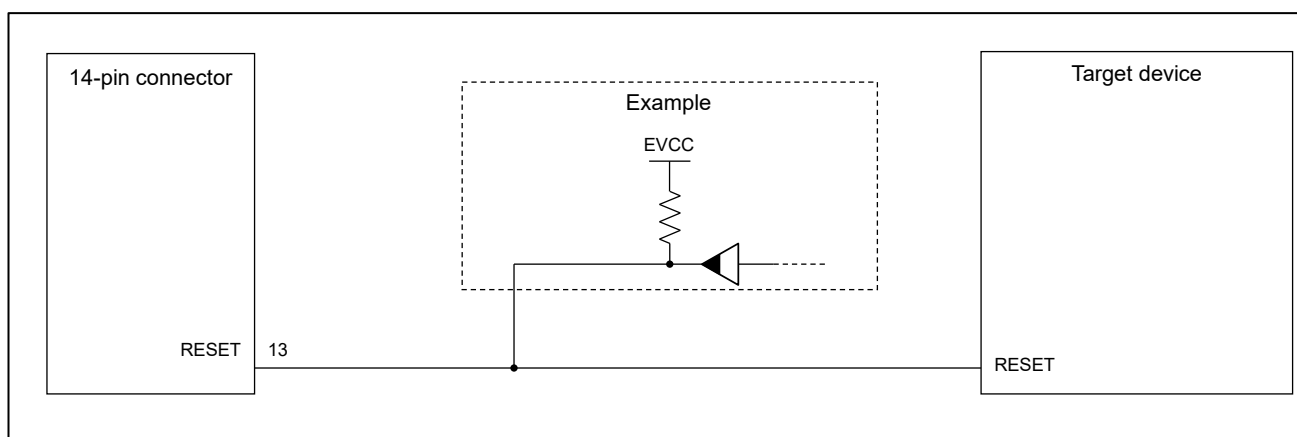 14-pin connector
Target device
Example
EVCC
RESET 13
RESET